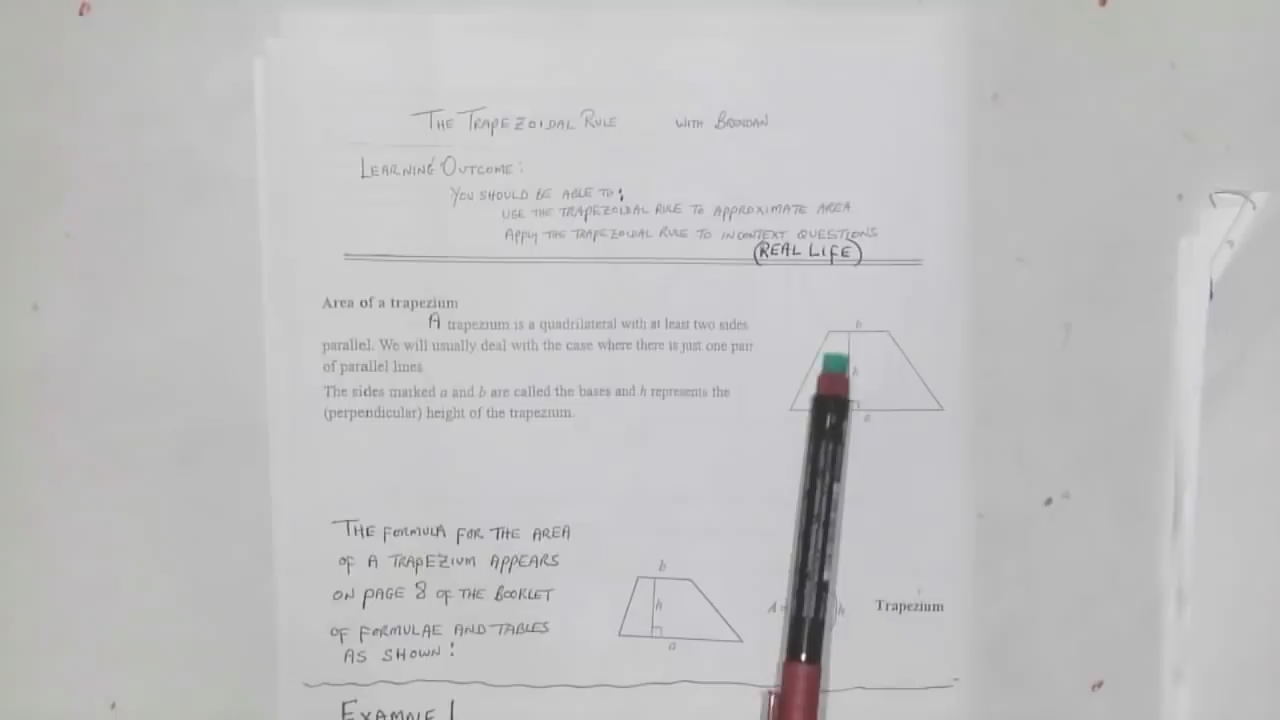 THE TRAPEZOIDAL RULE WITH BRENDAN
LEARNING OUTCOME:
YOU SHOULD BE ABLE TO:
USE THE TRAPEZOIDAL RULE TO APPROXIMATE AREA
APPLY THE TRAPEZOIDAL RULE TO INCONTEXT QUESTIONS
(REAL LIFE)
Area of a trapezium
A trapezium is a quadrilateral with at least two sides
parallel. We will usually deal with the case where there is just one pair
of parallel lines
The sides marked a and b are called the bases and h represents the
(perpendicular) height of the trapezium.
b
h
a
THE FORMULA FOR THE AREA
OF A TRAPEZIUM APPEARS
ON PAGE 8 OF THE BOOKLET
OF FORMULAE AND TABLES
AS SHOWN:
b
h
a
A= h Trapezium
EXAMPLE 1